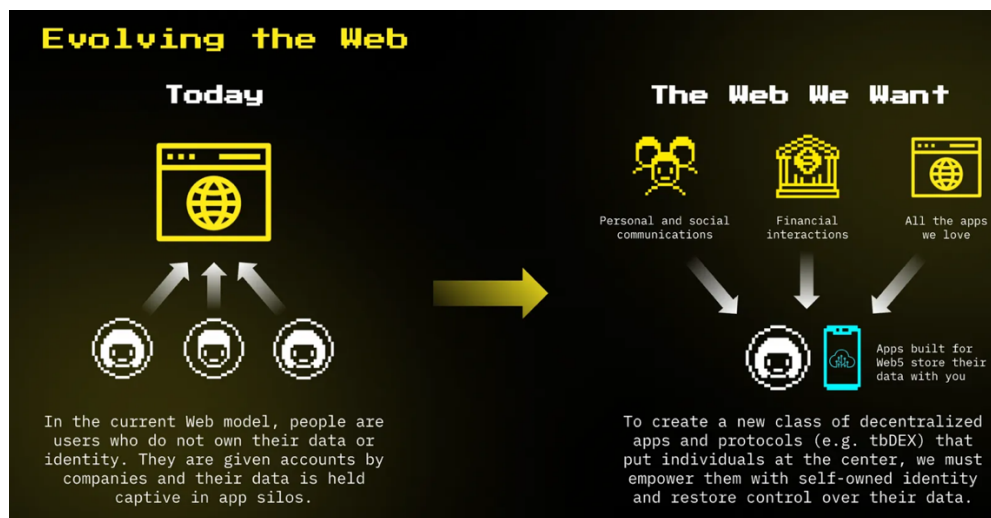 Evolving the Web
Today
In the current Web model, people are
users who do not own their data or
identity. They are given accounts by
companies and their data is held
captive in app silos.
The Web We Want
Personal and social
communications
Financial
interactions
All the apps
we love
Apps built for
Web5 store their
data with you
To create a new class of decentralized
apps and protocols (e.g. tbDEX) that
put individuals at the center, we must
empower them with self-owned identity
and restore control over their data.